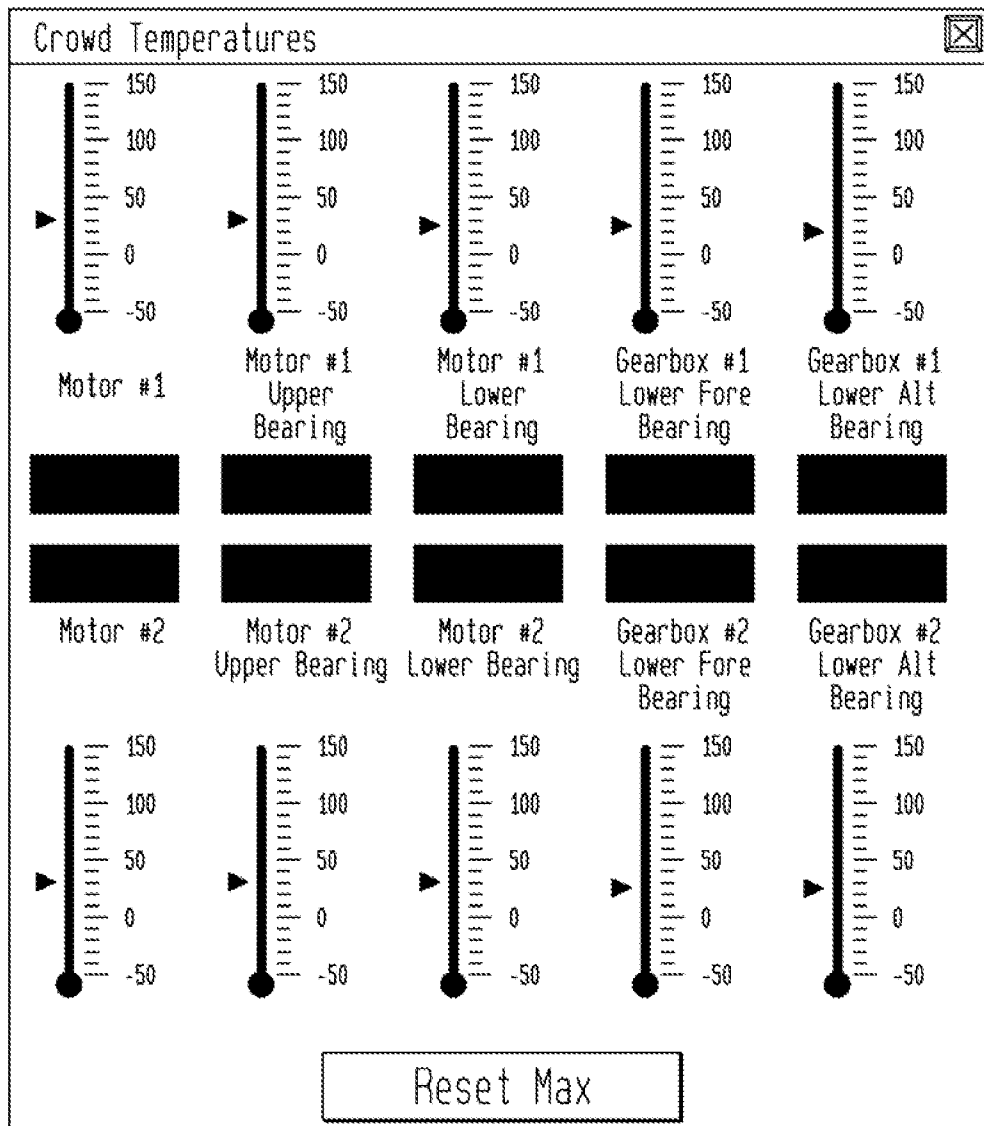 Crowd Temperatures
150 150 150 150 150
100 100 100 100 100
50 50 50 50 50
0 0 0 0 0
-50 -50 -50 -50 -50
Motor #1
Motor #1
Upper
Bearing
Motor #1
Lower
Bearing
Gearbox #1
Lower Fore
Bearing
Gearbox #1
Lower Alt
Bearing
Motor #2
Motor #2
Upper Bearing
Motor #2
Lower Bearing
Gearbox #2
Lower Fore
Bearing
Gearbox #2
Lower Alt
Bearing
150 150 150 150 150
100 100 100 100 100
50 50 50 50 50
0 0 0 0 0
-50 -50 -50 -50 -50
Reset Max